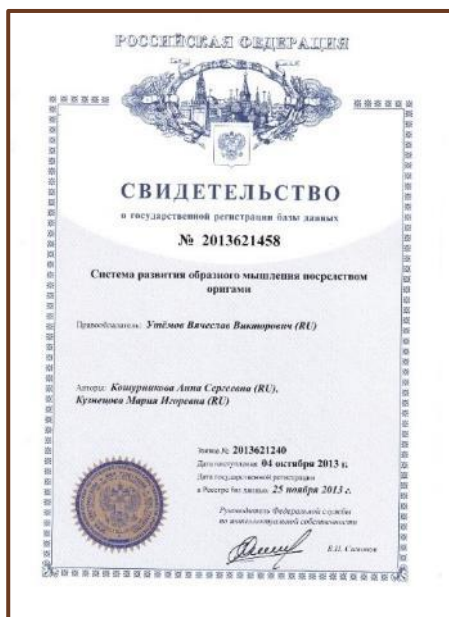 РОССИЙСКАЯ ФЕДЕРАЦИЯ
СВИДЕТЕЛЬСТВО
о государственной регистрации базы данных
№ 2013621458
Система развития образного мышления посредством
оригами
Правообладатель: Утёмов Вячеслав Викторович (RU)
Авторы: Кошурникова Анна Сергеевна (RU),
Кузнецова Мария Игоревна (RU)
Заявка № 2013621240
Дата поступления 04 октября 2013 г.
Дата государственной регистрации
в Реестре баз данных 25 ноября 2013 г.
Руководитель Федеральной службы
по интеллектуальной собственности
Б.П. Симонов